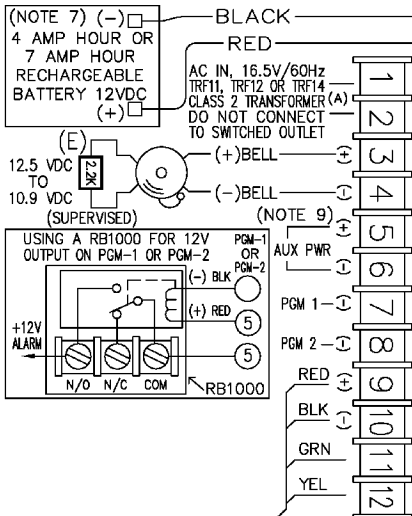 (NOTE 7) (-)
4 AMP HOUR OR
7 AMP HOUR
RECHARGEABLE
BATTERY 12VDC
(+)
BLACK
RED
AC IN, 16.5V/60Hz
TRF11, TRF12 OR TRF14
CLASS 2 TRANSFORMER (A)
DO NOT CONNECT
TO SWITCHED OUTLET
1
2
(E)
2.2K
12.5 VDC
TO
10.9 VDC
(SUPERVISED)
(+)BELL (+) 3
(-)BELL (-) 4
(NOTE 9)
AUX PWR
(+) 5
(-) 6
PGM 1 (-) 7
PGM 2 (-) 8
RED (+) 9
BLK (-) 10
GRN 11
YEL 12
USING A RB1000 FOR 12V
OUTPUT ON PGM-1 OR PGM-2
PGM-1
OR
PGM-2
(-) BLK
(+) RED
5
5
+12V
ALARM
N/O N/C COM
RB1000